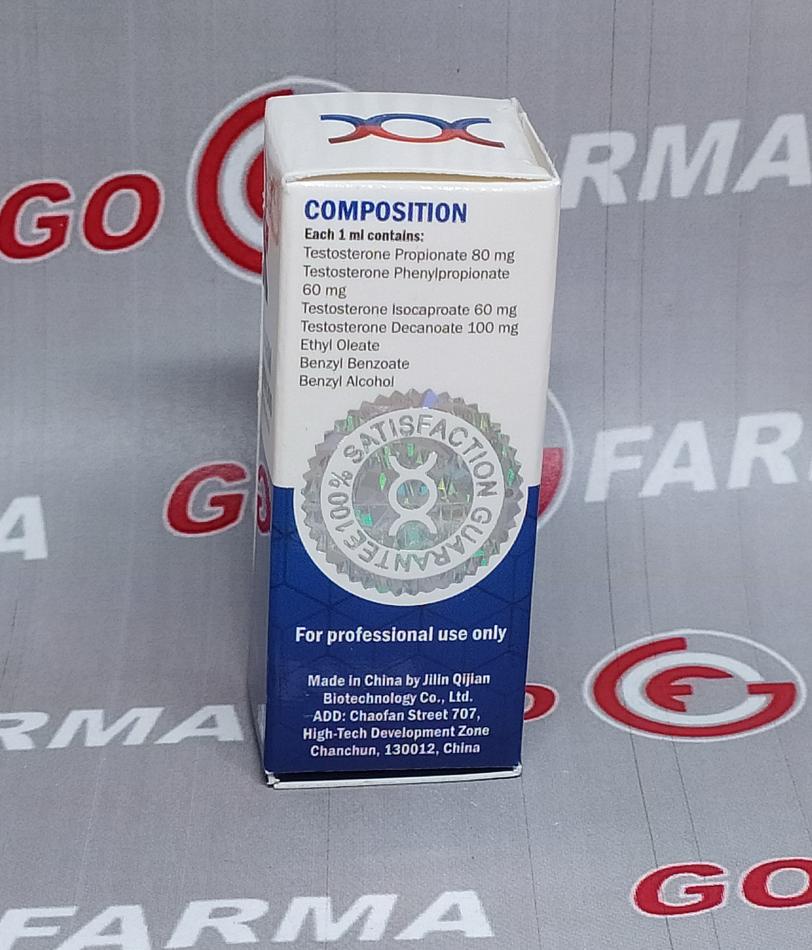 COMPOSITION
Each 1 ml contains:
Testosterone Propionate 80 mg
Testosterone Phenylpropionate
60 mg
Testosterone Isocaproate 60 mg
Testosterone Decanoate 100 mg
Ethyl Oleate
Benzyl Benzoate
Benzyl Alcohol
100% SATISFACTION GUARANTEE
For professional use only
Made in China by Jilin Qijian
Biotechnology Co., Ltd.
ADD: Chaofan Street 707,
High-Tech Development Zone
Chanchun, 130012, China
GO
ARMA
FAR
MA
G
RMA
O
GO
FARMA